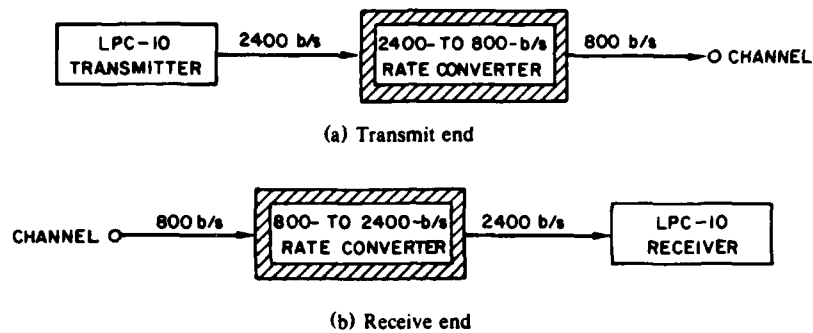 LPC-10
TRANSMITTER
2400 b/s
2400- TO 800-b/s
RATE CONVERTER
800 b/s
CHANNEL
(a) Transmit end
CHANNEL
800 b/s
800- TO 2400-b/s
RATE CONVERTER
2400 b/s
LPC-10
RECEIVER
(b) Receive end